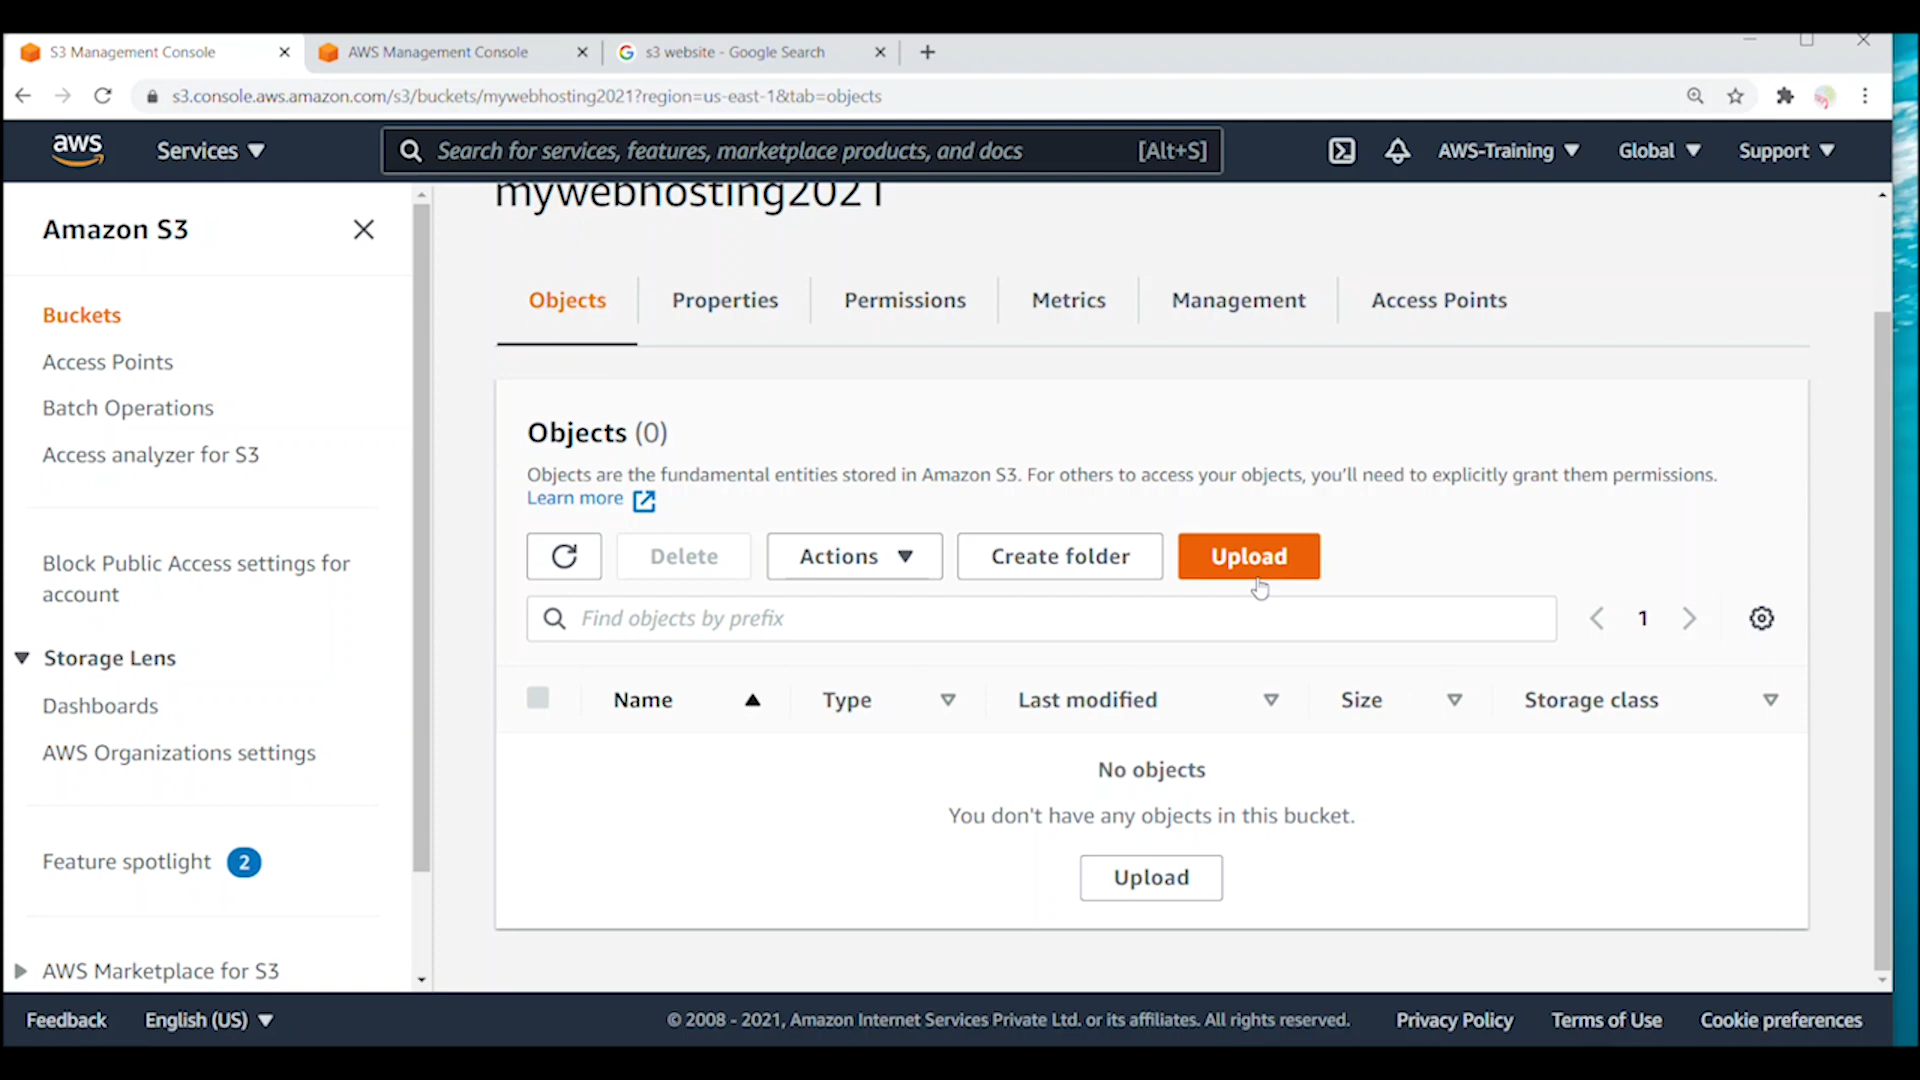 S3 Management Console
AWS Management Console
s3 website - Google Search
s3.console.aws.amazon.com/s3/buckets/mywebhosting2021?region=us-east-1&tab=objects
aws
Services
Search for services, features, marketplace products, and docs
[Alt+S]
AWS-Training
Global
Support
Amazon S3
Buckets
Access Points
Batch Operations
Access analyzer for S3
Block Public Access settings for
account
Storage Lens
Dashboards
AWS Organizations settings
Feature spotlight 2
AWS Marketplace for S3
mywebhosting2021
Objects
Properties
Permissions
Metrics
Management
Access Points
Objects (0)
Objects are the fundamental entities stored in Amazon S3. For others to access your objects, you'll need to explicitly grant them permissions.
Learn more
Delete
Actions
Create folder
Upload
Find objects by prefix
1
Name
Type
Last modified
Size
Storage class
No objects
You don't have any objects in this bucket.
Upload
Feedback
English (US)
© 2008 - 2021, Amazon Internet Services Private Ltd. or its affiliates. All rights reserved.
Privacy Policy
Terms of Use
Cookie preferences